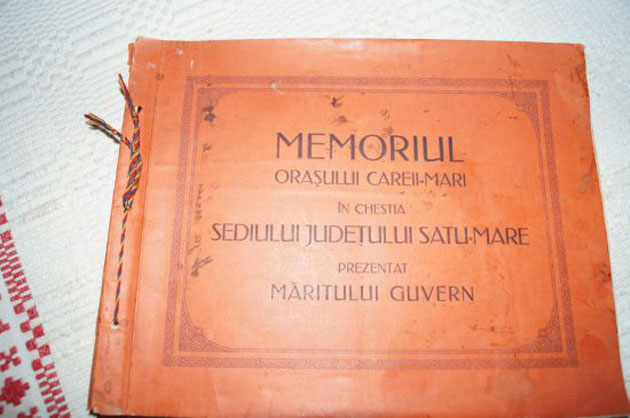 MEMORIUL
ORAȘULUI CAREII-MARI
ÎN CHESTIA
SEDIULUI JUDEȚULUI SATU-MARE
PREZENTAT
MĂRITULUI GUVERN